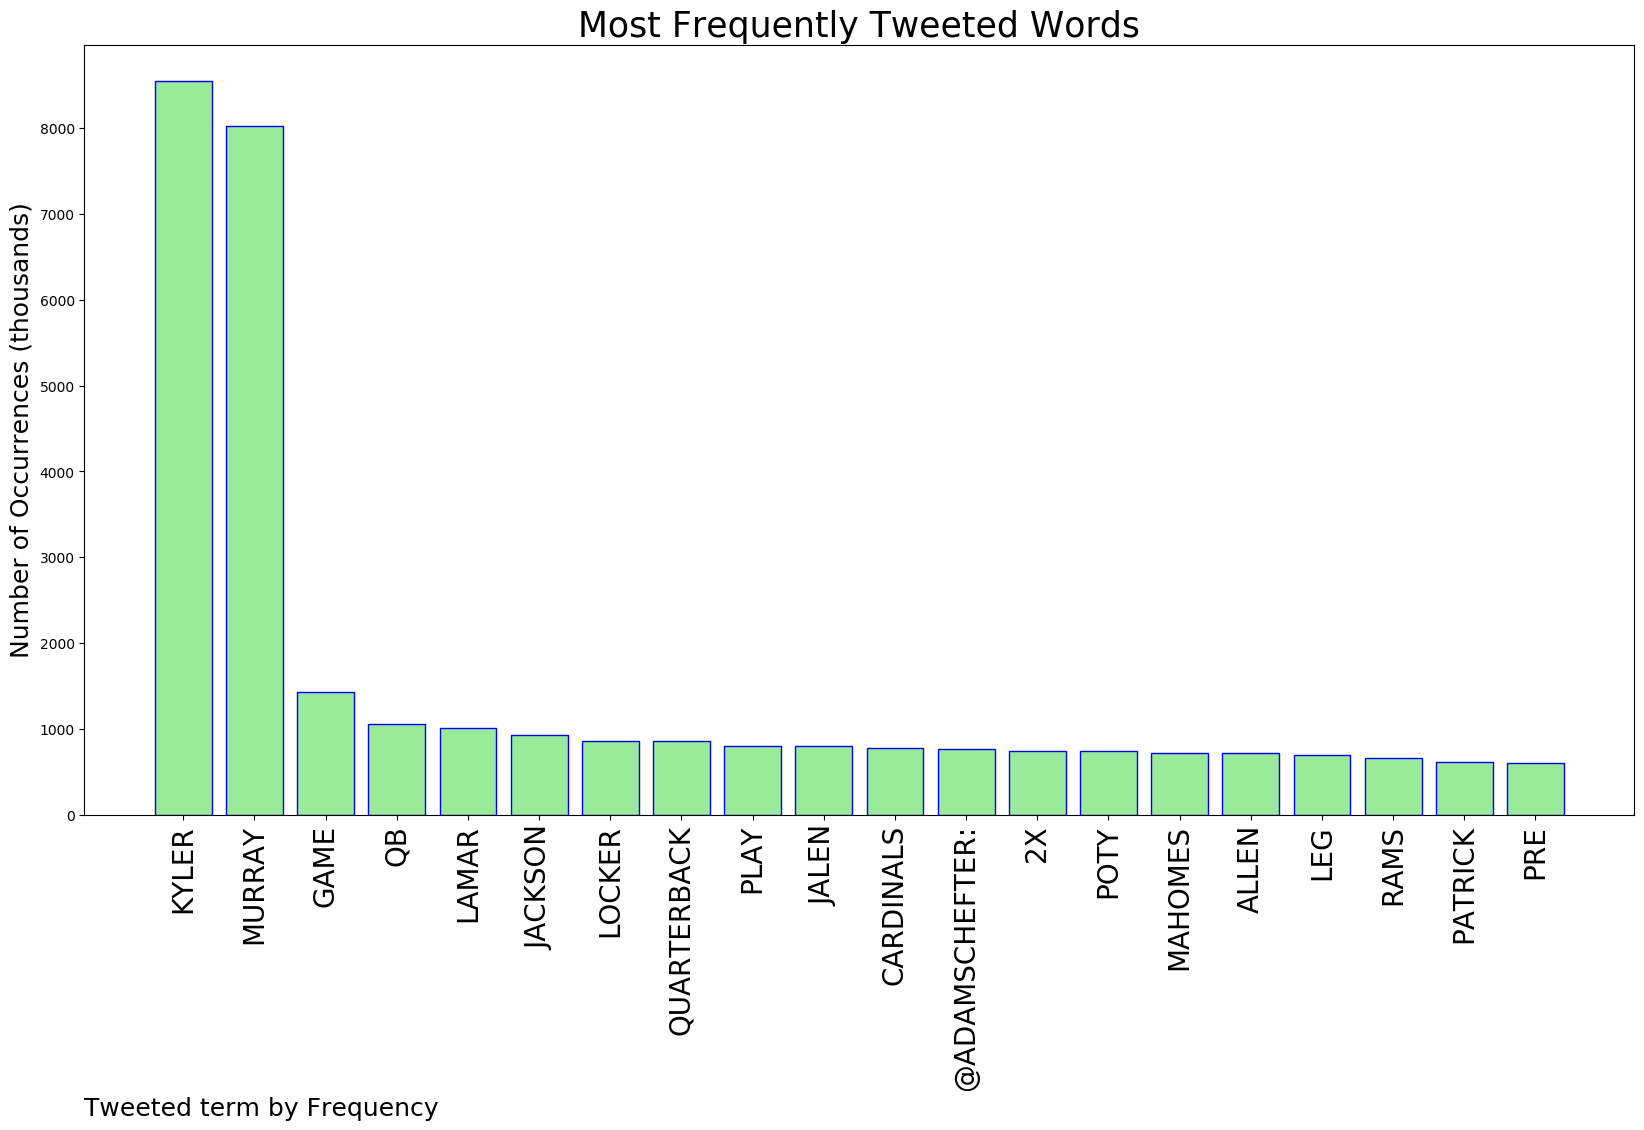 Most Frequently Tweeted Words
Number of Occurrences (thousands)
8000
7000
6000
5000
4000
3000
2000
1000
0
KYLER
MURRAY
GAME
QB
LAMAR
JACKSON
LOCKER
QUARTERBACK
PLAY
JALEN
CARDINALS
@ADAMSCHEFTER:
2X
POTY
MAHOMES
ALLEN
LEG
RAMS
PATRICK
PRE
Tweeted term by Frequency